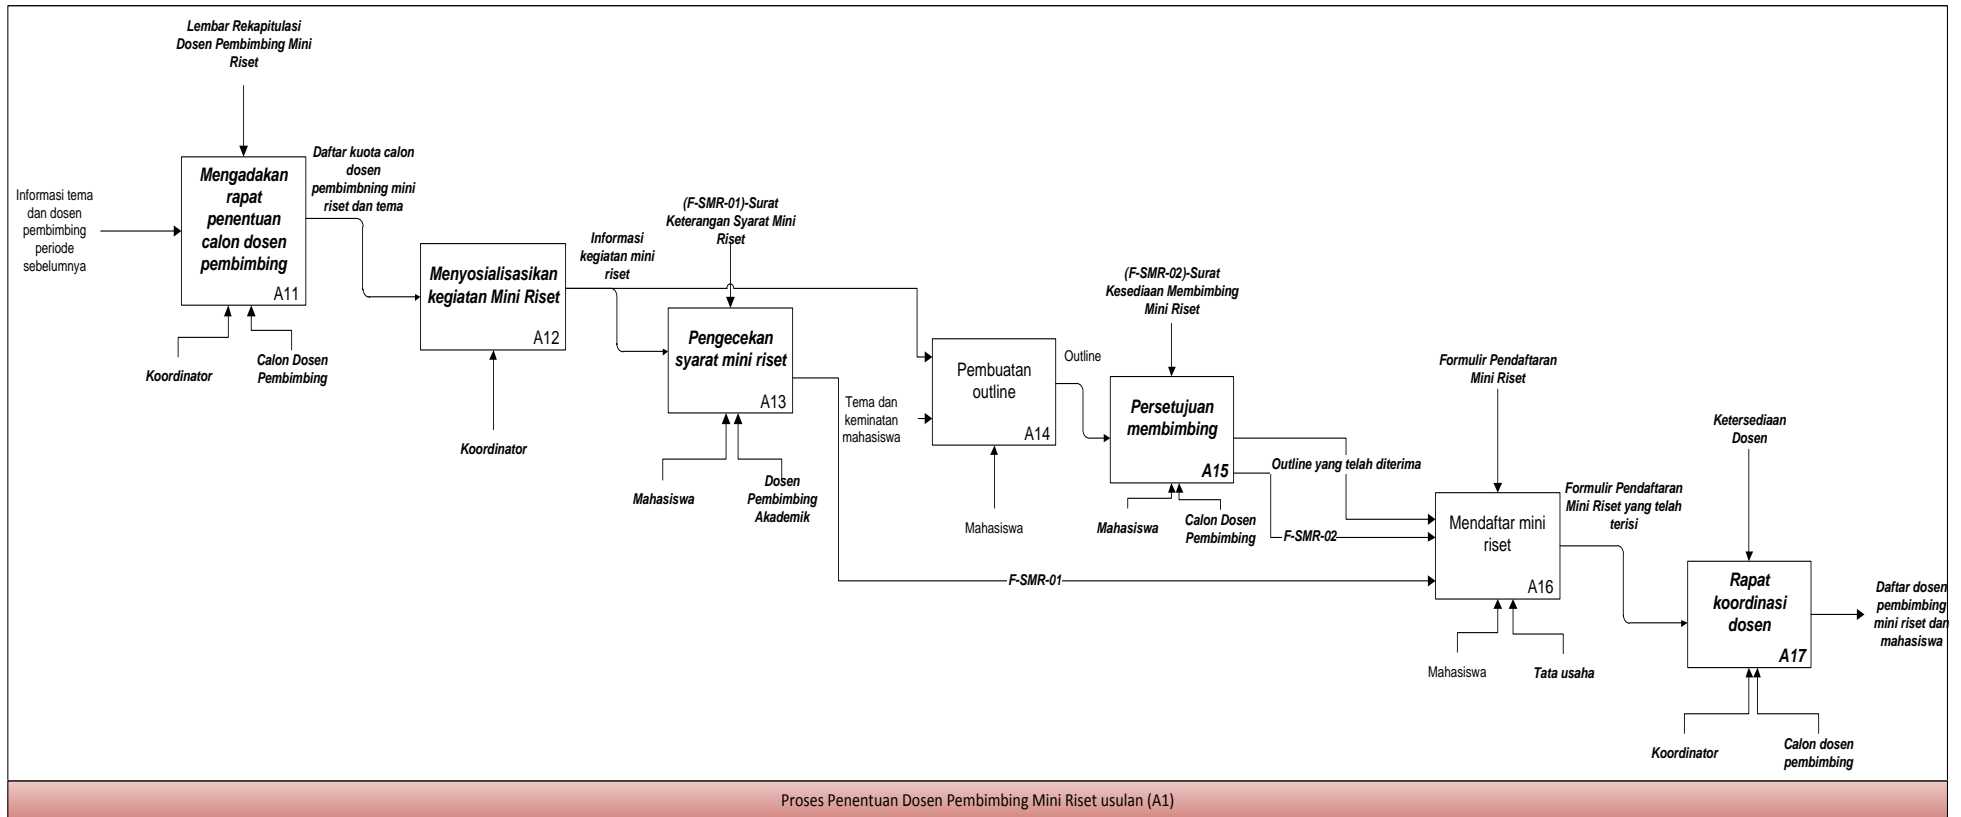 Lembar Rekapitulasi
Dosen Pembimbing Mini
Riset
Informasi tema
dan dosen
pembimbing
periode
sebelumnya
Mengadakan
rapat
penentuan
calon dosen
pembimbing
A11
Koordinator
Calon Dosen
Pembimbing
Daftar kuota calon
dosen
pembimbning mini
riset dan tema
Menyosialisasikan
kegiatan Mini Riset
A12
Koordinator
Informasi
kegiatan mini
riset
(F-SMR-01)-Surat
Keterangan Syarat Mini
Riset
Pengecekan
syarat mini riset
A13
Mahasiswa
Dosen
Pembimbing
Akademik
Tema dan
keminatan
mahasiswa
Pembuatan
outline
A14
Mahasiswa
Outline
(F-SMR-02)-Surat
Kesediaan Membimbing
Mini Riset
Persetujuan
membimbing
A15
Mahasiswa
Calon Dosen
Pembimbing
Outline yang telah diterima
F-SMR-02
F-SMR-01
Formulir Pendaftaran
Mini Riset
Mendaftar mini
riset
A16
Mahasiswa
Tata usaha
Formulir Pendaftaran
Mini Riset yang telah
terisi
Ketersediaan
Dosen
Rapat
koordinasi
dosen
A17
Koordinator
Calon dosen
pembimbing
Daftar dosen
pembimbing
mini riset dan
mahasiswa
Proses Penentuan Dosen Pembimbing Mini Riset usulan (A1)